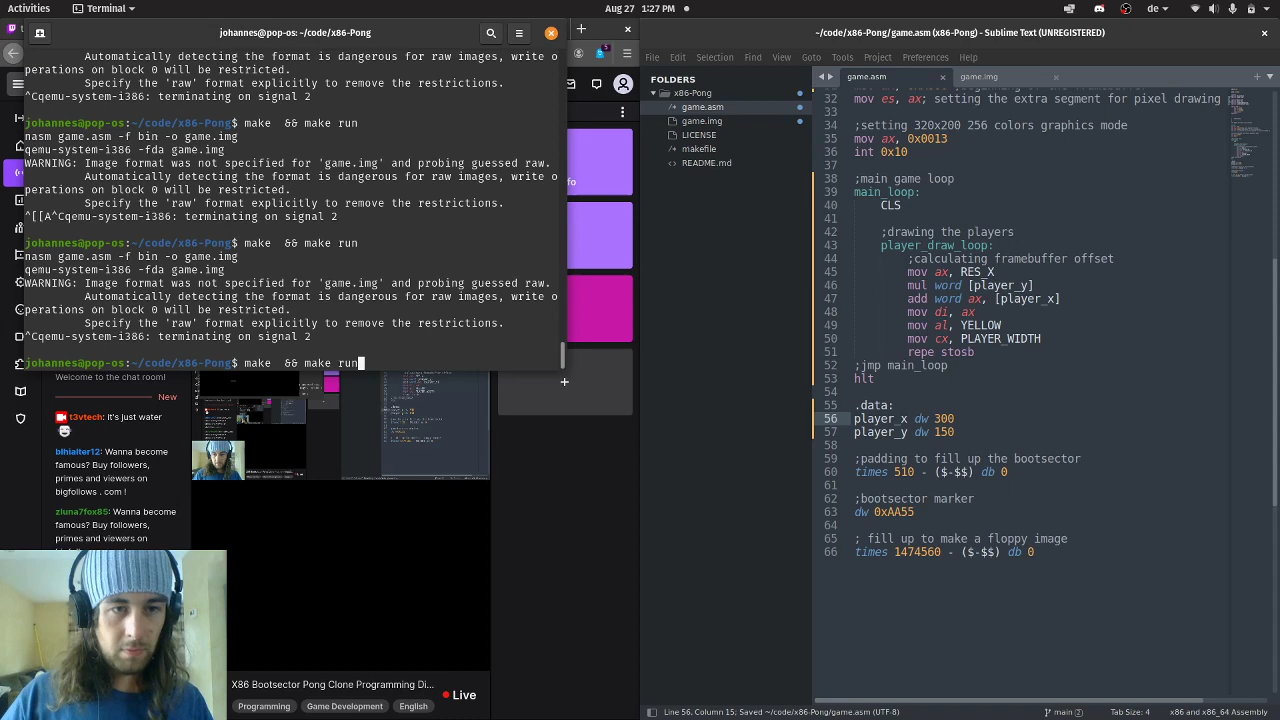 Activities
Terminal
Aug 27 1:27 PM
de
johannes@pop-os: ~/code/x86-Pong
Automatically detecting the format is dangerous for raw images, write o
perations on block 0 will be restricted.
Specify the 'raw' format explicitly to remove the restrictions.
^Cqemu-system-i386: terminating on signal 2
johannes@pop-os:~/code/x86-Pong$ make  && make run
nasm game.asm -f bin -o game.img
qemu-system-i386 -fda game.img
WARNING: Image format was not specified for 'game.img' and probing guessed raw.
Automatically detecting the format is dangerous for raw images, write o
perations on block 0 will be restricted.
Specify the 'raw' format explicitly to remove the restrictions.
^[[A^Cqemu-system-i386: terminating on signal 2
johannes@pop-os:~/code/x86-Pong$ make  && make run
nasm game.asm -f bin -o game.img
qemu-system-i386 -fda game.img
WARNING: Image format was not specified for 'game.img' and probing guessed raw.
Automatically detecting the format is dangerous for raw images, write o
perations on block 0 will be restricted.
Specify the 'raw' format explicitly to remove the restrictions.
^Cqemu-system-i386: terminating on signal 2
johannes@pop-os:~/code/x86-Pong$ make  && make run
Welcome to the chat room!
New
t3vtech: it's just water
blhialter12: Wanna become
famous? Buy followers,
primes and viewers on
bigfollows . com !
zluna7fox85: Wanna become
famous? Buy followers,
primes and viewers on
X86 Bootsector Pong Clone Programming Di...
Live
Programming
Game Development
English
~/code/x86-Pong/game.asm (x86-Pong) - Sublime Text (UNREGISTERED)
File Edit Selection Find View Goto Tools Project Preferences Help
FOLDERS
x86-Pong
game.asm
game.img
LICENSE
makefile
README.md
game.asm
game.img
32 mov es, ax; setting the extra segment for pixel drawing
33
34 ;setting 320x200 256 colors graphics mode
35 mov ax, 0x0013
36 int 0x10
37
38 ;main game loop
39 main_loop:
40 CLS
41
42 ;drawing the players
43 player_draw_loop:
44 ;calculating framebuffer offset
45 mov ax, RES_X
46 mul word [player_y]
47 add word ax, [player_x]
48 mov di, ax
49 mov al, YELLOW
50 mov cx, PLAYER_WIDTH
51 repe stosb
52 ;jmp main_loop
53 hlt
54
55 .data:
56 player_x dw 300
57 player_y dw 150
58
59 ;padding to fill up the bootsector
60 times 510 - ($-$$) db 0
61
62 ;bootsector marker
63 dw 0xAA55
64
65 ; fill up to make a floppy image
66 times 1474560 - ($-$$) db 0
Line 56, Column 15; Saved ~/code/x86-Pong/game.asm (UTF-8)
main
Tab Size: 4
x86 and x86_64 Assembly